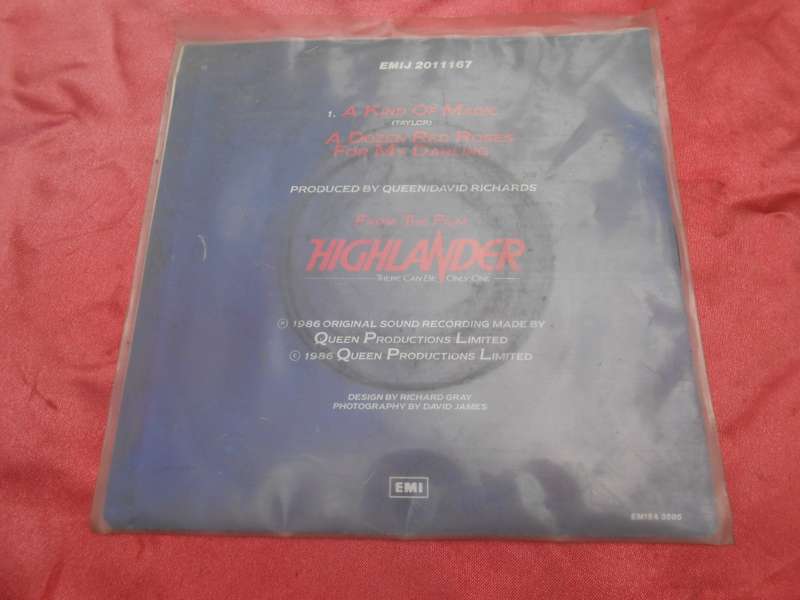 EMIJ 2011167
1. A KIND OF MAGIC
(TAYLOR)
A DOZEN RED ROSES
FOR MY DARLING
PRODUCED BY QUEEN/DAVID RICHARDS
FROM THE FILM
HIGHLANDER
THERE CAN BE ONLY ONE
Ⓟ 1986 ORIGINAL SOUND RECORDING MADE BY
QUEEN PRODUCTIONS LIMITED
© 1986 QUEEN PRODUCTIONS LIMITED
DESIGN BY RICHARD GRAY
PHOTOGRAPHY BY DAVID JAMES
EMI